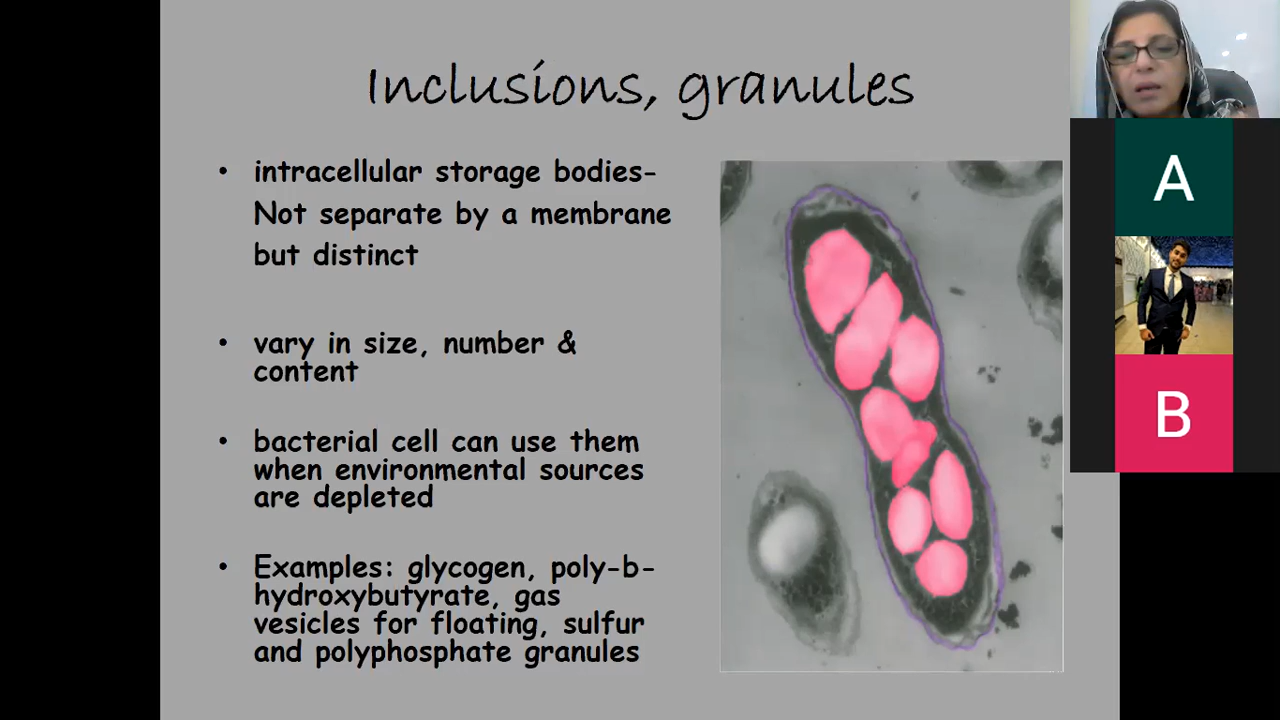 Inclusions, granules
• intracellular storage bodies-
Not separate by a membrane
but distinct
• vary in size, number &
content
• bacterial cell can use them
when environmental sources
are depleted
• Examples: glycogen, poly-b-
hydroxybutyrate, gas
vesicles for floating, sulfur
and polyphosphate granules
A
B